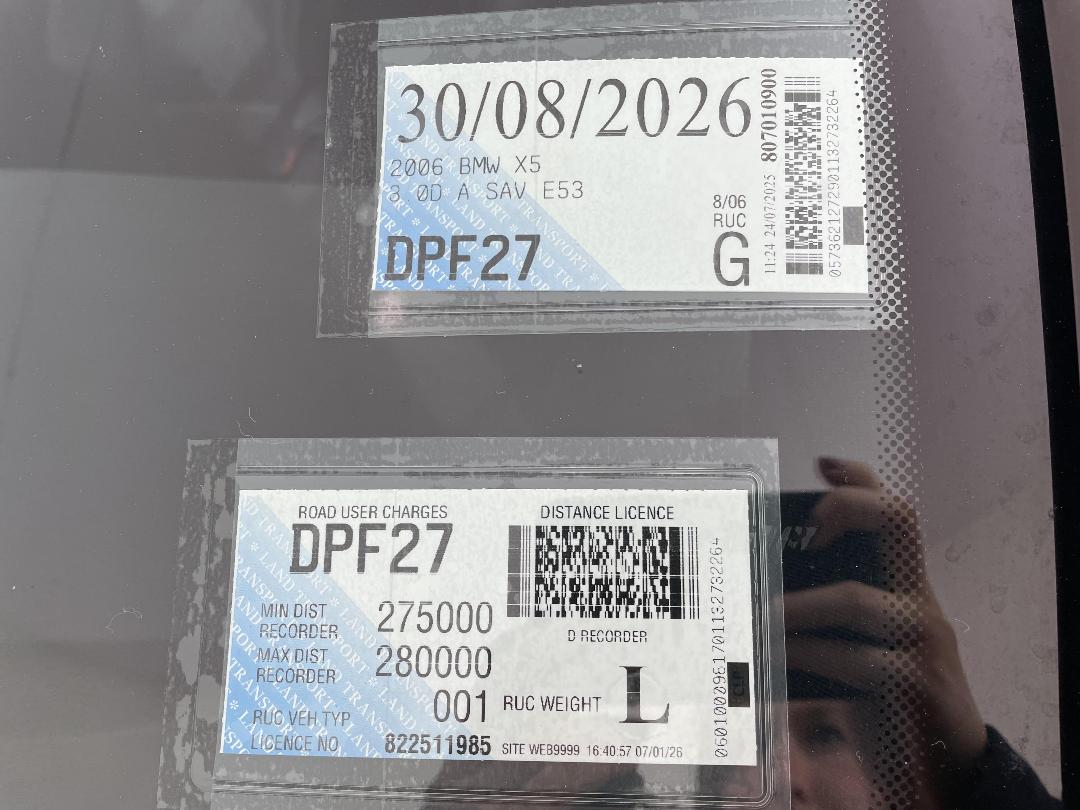 30/08/2026
2006 BMW X5
3 0D A SAV E53
DPF27
8/06
RUC
G
11:24 24/07/2025 807010900
0573621272901132732264
ROAD USER CHARGES
DPF27
MIN DIST
RECORDER 275000
MAX DIST
RECORDER 280000
RUC VEH.TYP 001
LICENCE NO. 822511985
DISTANCE LICENCE
D RECORDER
RUC WEIGHT L
SITE WEB9999 16:40:57 07/01/26
06010009617011132732264